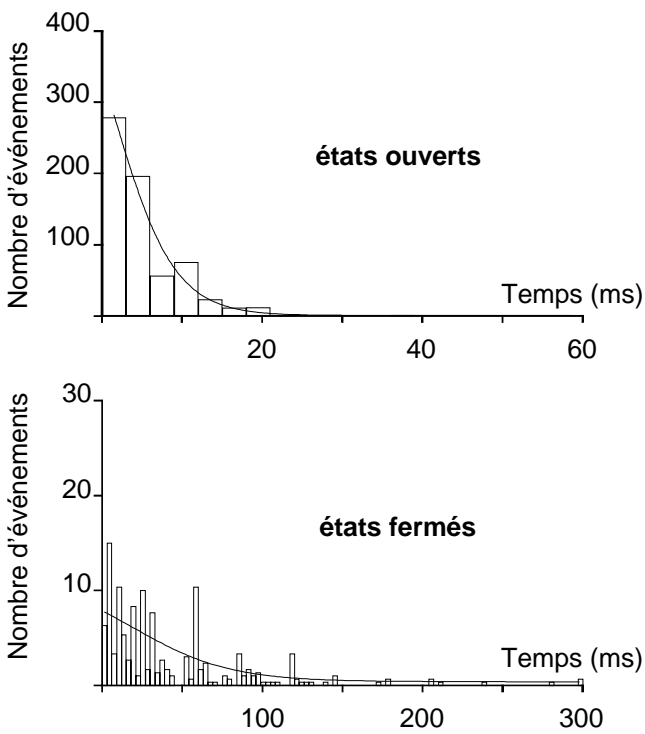 400
300
200
100
Nombre d'événements
états ouverts
Temps (ms)
20 40 60
30
20
10
Nombre d'événements
états fermés
Temps (ms)
100 200 300